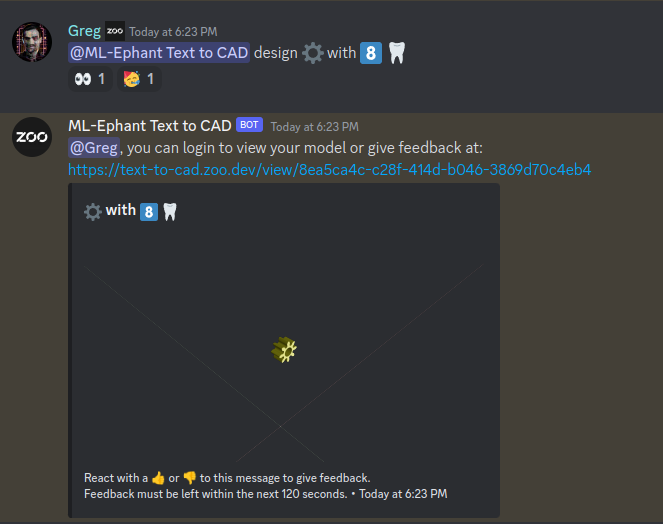 Greg ZOO Today at 6:23 PM
@ML-Ephant Text to CAD design ⚙️ with 8️⃣ 🦷
👀 1 🥳 1
ZOO
ML-Ephant Text to CAD BOT Today at 6:23 PM
@Greg, you can login to view your model or give feedback at:
https://text-to-cad.zoo.dev/view/8ea5ca4c-c28f-414d-b046-3869d70c4eb4
⚙️ with 8️⃣ 🦷
React with a 👍 or 👎 to this message to give feedback.
Feedback must be left within the next 120 seconds. • Today at 6:23 PM